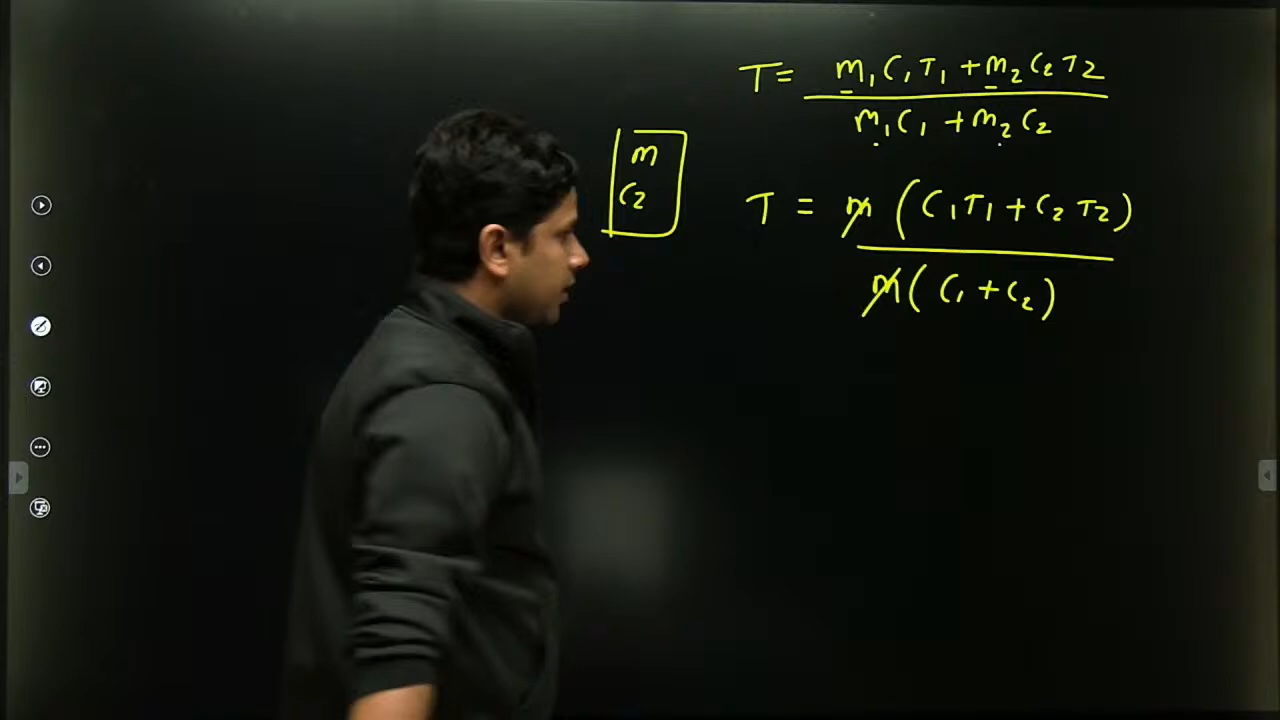 T = m₁C₁T₁ + m₂C₂T₂
m₁C₁ + m₂C₂
m
C₂
T = m (C₁T₁ + C₂T₂)
m (C₁ + C₂)